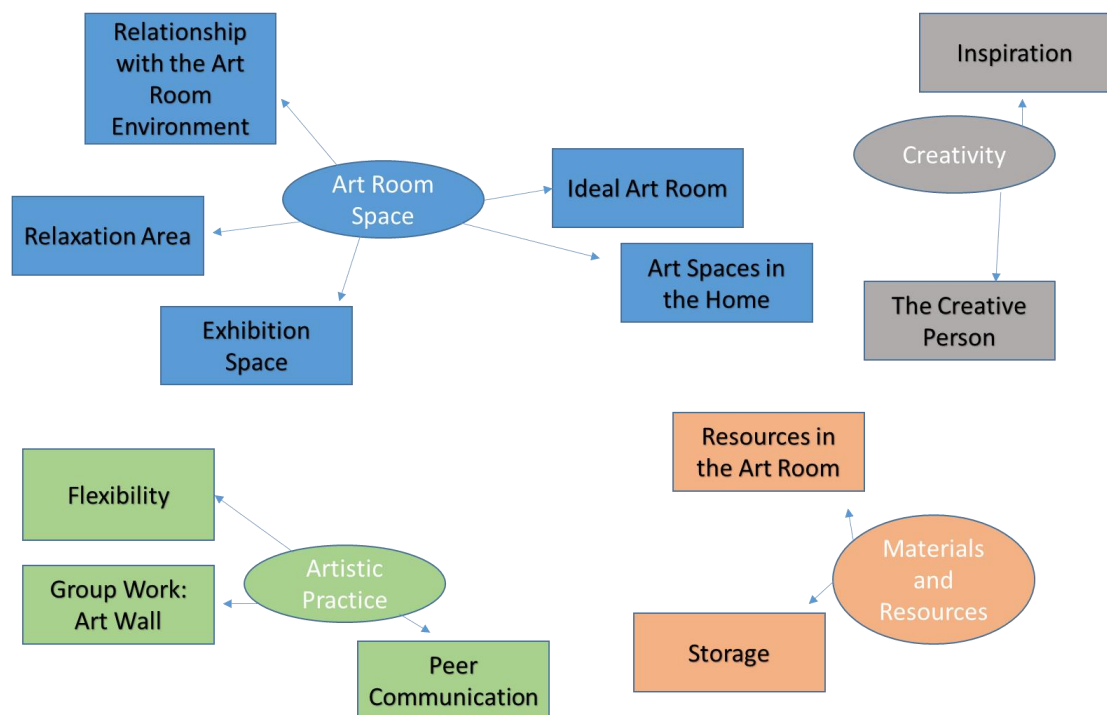 Relationship
with the Art
Room
Environment
Art Room
Space
Ideal Art Room
Relaxation Area
Art Spaces in
the Home
Exhibition
Space
Inspiration
Creativity
The Creative
Person
Flexibility
Artistic
Practice
Group Work:
Art Wall
Peer
Communication
Resources in
the Art Room
Materials
and
Resources
Storage